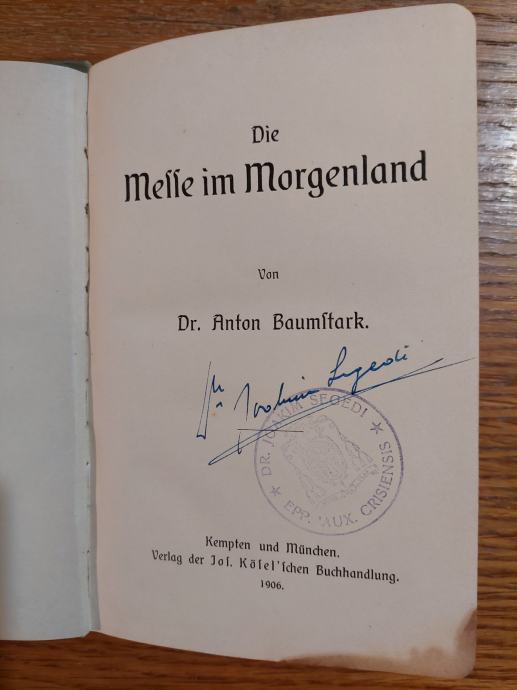 Die
Meſſe im Morgenland
Von
Dr. Anton Baumſtark.
Joakim Segedi
DR. JOAKIM SEGEDI
EPP. AUX. CRISIENSIS
Kempten und München.
Verlag der Joſ. Köſel'ſchen Buchhandlung.
1906.